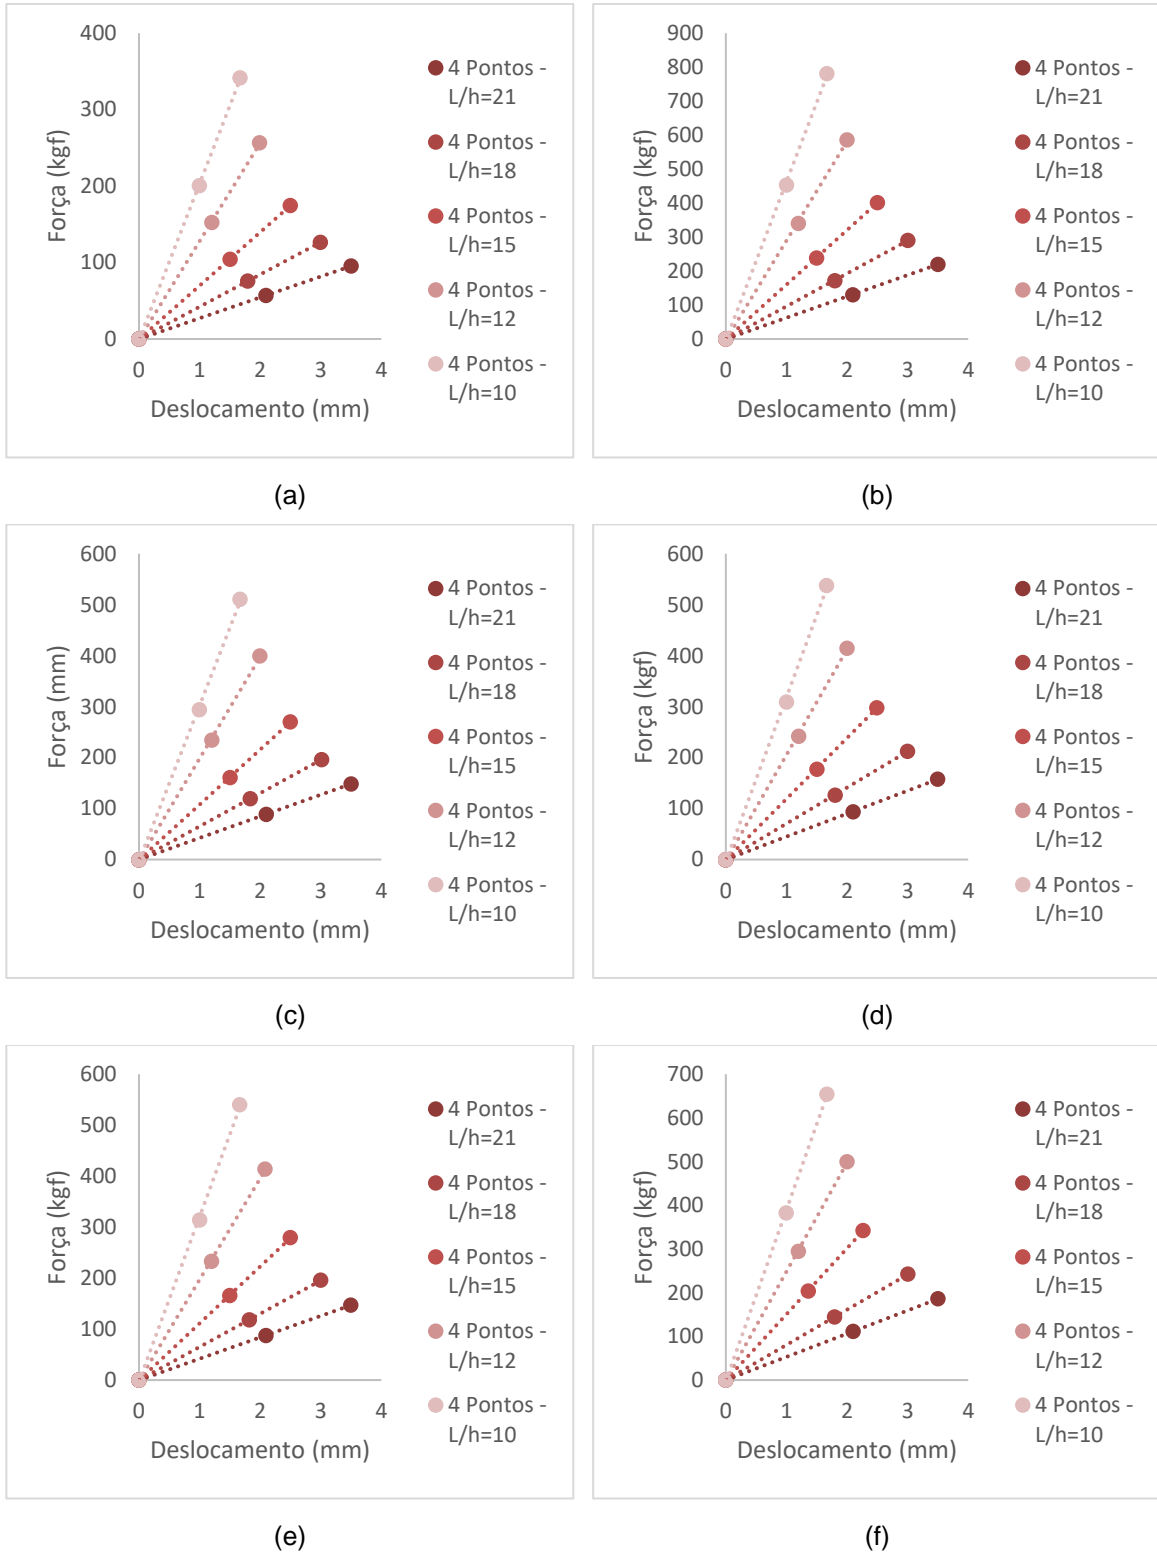 400
300
200
100
0
0 1 2 3 4
Força (kgf)
Deslocamento (mm)
4 Pontos -
L/h=21
4 Pontos -
L/h=18
4 Pontos -
L/h=15
4 Pontos -
L/h=12
4 Pontos -
L/h=10
(a)
900
800
700
600
500
400
300
200
100
0
0 1 2 3 4
Força (kgf)
Deslocamento (mm)
4 Pontos -
L/h=21
4 Pontos -
L/h=18
4 Pontos -
L/h=15
4 Pontos -
L/h=12
4 Pontos -
L/h=10
(b)
600
500
400
300
200
100
0
0 1 2 3 4
Força (mm)
Deslocamento (mm)
4 Pontos -
L/h=21
4 Pontos -
L/h=18
4 Pontos -
L/h=15
4 Pontos -
L/h=12
4 Pontos -
L/h=10
(c)
600
500
400
300
200
100
0
0 1 2 3 4
Força (kgf)
Deslocamento (mm)
4 Pontos -
L/h=21
4 Pontos -
L/h=18
4 Pontos -
L/h=15
4 Pontos -
L/h=12
4 Pontos -
L/h=10
(d)
600
500
400
300
200
100
0
0 1 2 3 4
Força (kgf)
Deslocamento (mm)
4 Pontos -
L/h=21
4 Pontos -
L/h=18
4 Pontos -
L/h=15
4 Pontos -
L/h=12
4 Pontos -
L/h=10
(e)
700
600
500
400
300
200
100
0
0 1 2 3 4
Força (kgf)
Deslocamento (mm)
4 Pontos -
L/h=21
4 Pontos -
L/h=18
4 Pontos -
L/h=15
4 Pontos -
L/h=12
4 Pontos -
L/h=10
(f)